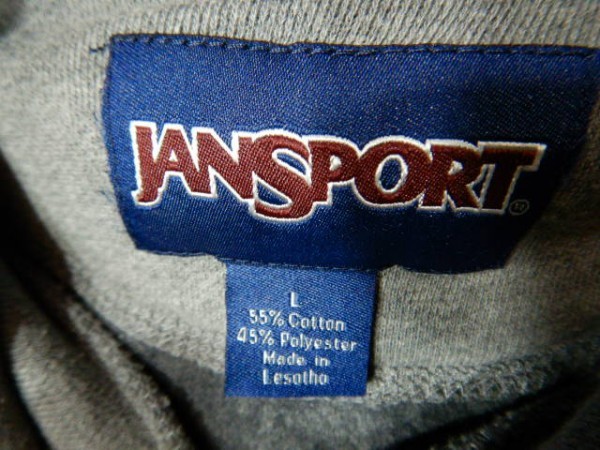 JANSPORT
L
55% Cotton
45% Polyester
Made in
Lesotho